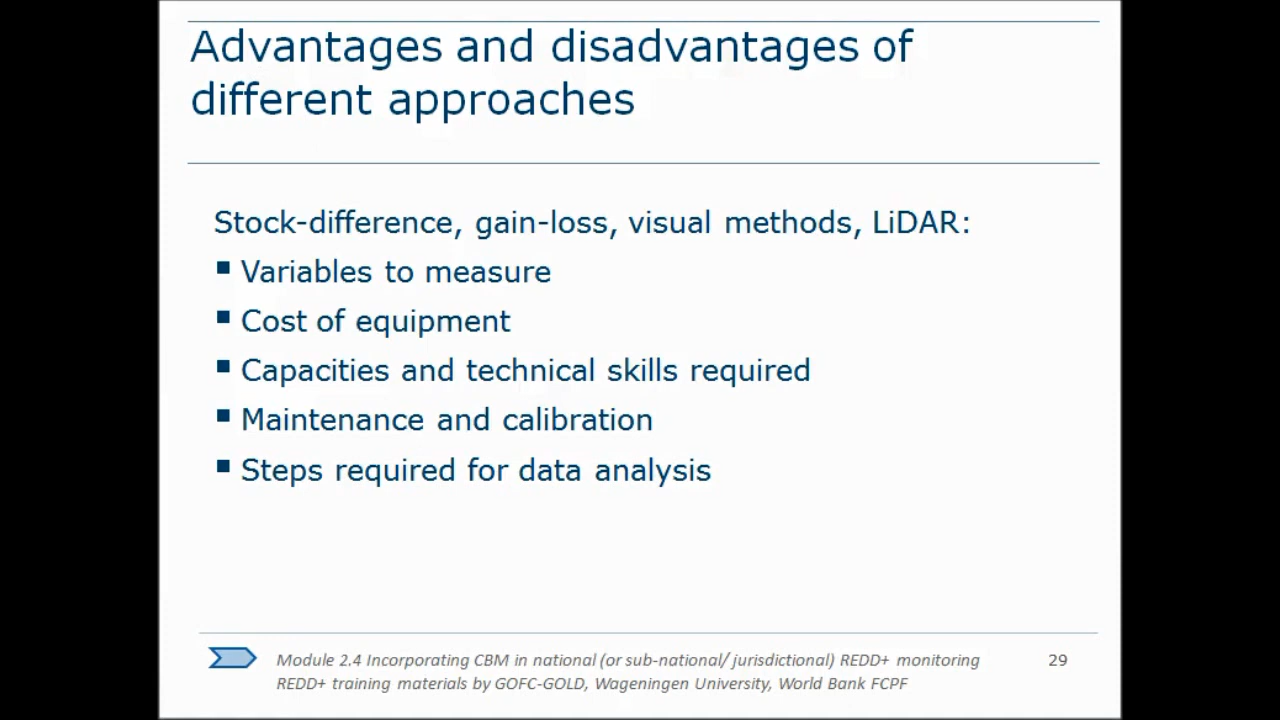 Advantages and disadvantages of
different approaches
Stock-difference, gain-loss, visual methods, LiDAR:
Variables to measure
Cost of equipment
Capacities and technical skills required
Maintenance and calibration
Steps required for data analysis
Module 2.4 Incorporating CBM in national (or sub-national/ jurisdictional) REDD+ monitoring
REDD+ training materials by GOFC-GOLD, Wageningen University, World Bank FCPF
29